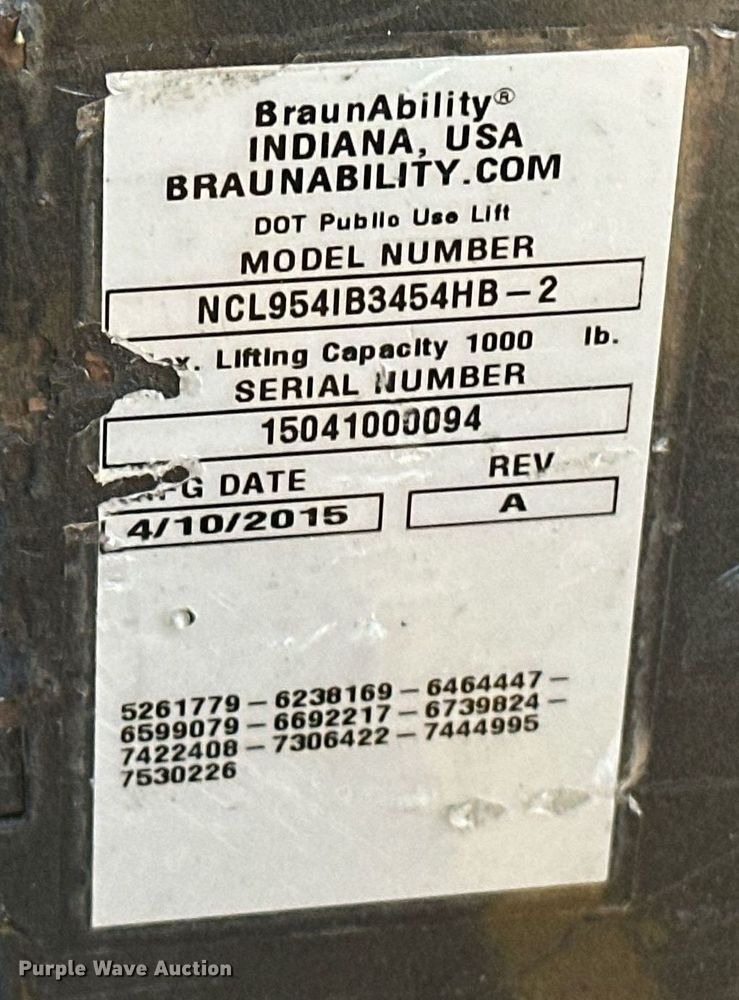 BraunAbility®
INDIANA, USA
BRAUNABILITY.COM
DOT Public Use Lift
MODEL NUMBER
NCL954IB3454HB-2
Lifting Capacity 1000 lb.
SERIAL NUMBER
15041000094
DATE REV
4/10/2015 A
5261779-6238169-6464447-
6599079-6692217-6739824-
7422408-7306422-7444995
7530226
Purple Wave Auction